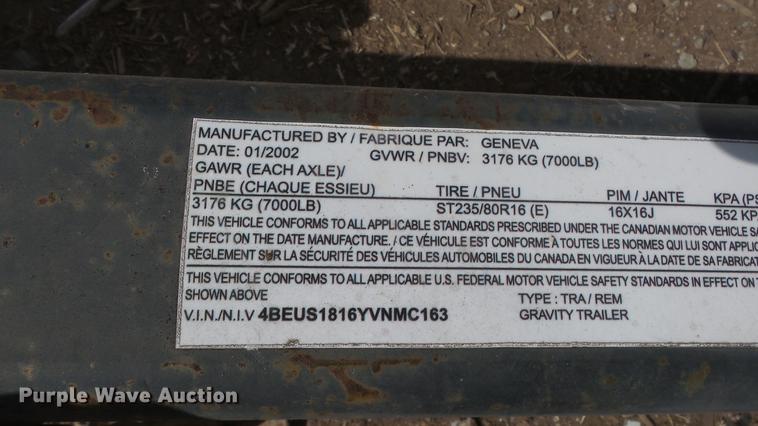 MANUFACTURED BY / FABRIQUE PAR: GENEVA
DATE: 01/2002 GVWR / PNBV: 3176 KG (7000LB)
GAWR (EACH AXLE)/
PNBE (CHAQUE ESSIEU) TIRE / PNEU PIM / JANTE KPA (PS
3176 KG (7000LB) ST235/80R16 (E) 16X16J 552 KP
THIS VEHICLE CONFORMS TO ALL APPLICABLE STANDARDS PRESCRIBED UNDER THE CANADIAN MOTOR VEHICLE SA
EFFECT ON THE DATE MANUFACTURE. / CE VÉHICULE EST CONFORME À TOUTES LES NORMES QUI LUI SONT APPLIC
RÈGLEMENT SUR LA SÉCURITÉ DES VÉHICULES AUTOMOBILES DU CANADA EN VIGUEUR À LA DATE DE SA FABRICAT
THIS VEHICLE CONFORMS TO ALL APPLICABLE U.S. FEDERAL MOTOR VEHICLE SAFETY STANDARDS IN EFFECT ON T
SHOWN ABOVE TYPE : TRA / REM
V.I.N./N.I.V 4BEUS1816YVNMC163 GRAVITY TRAILER
Purple Wave Auction